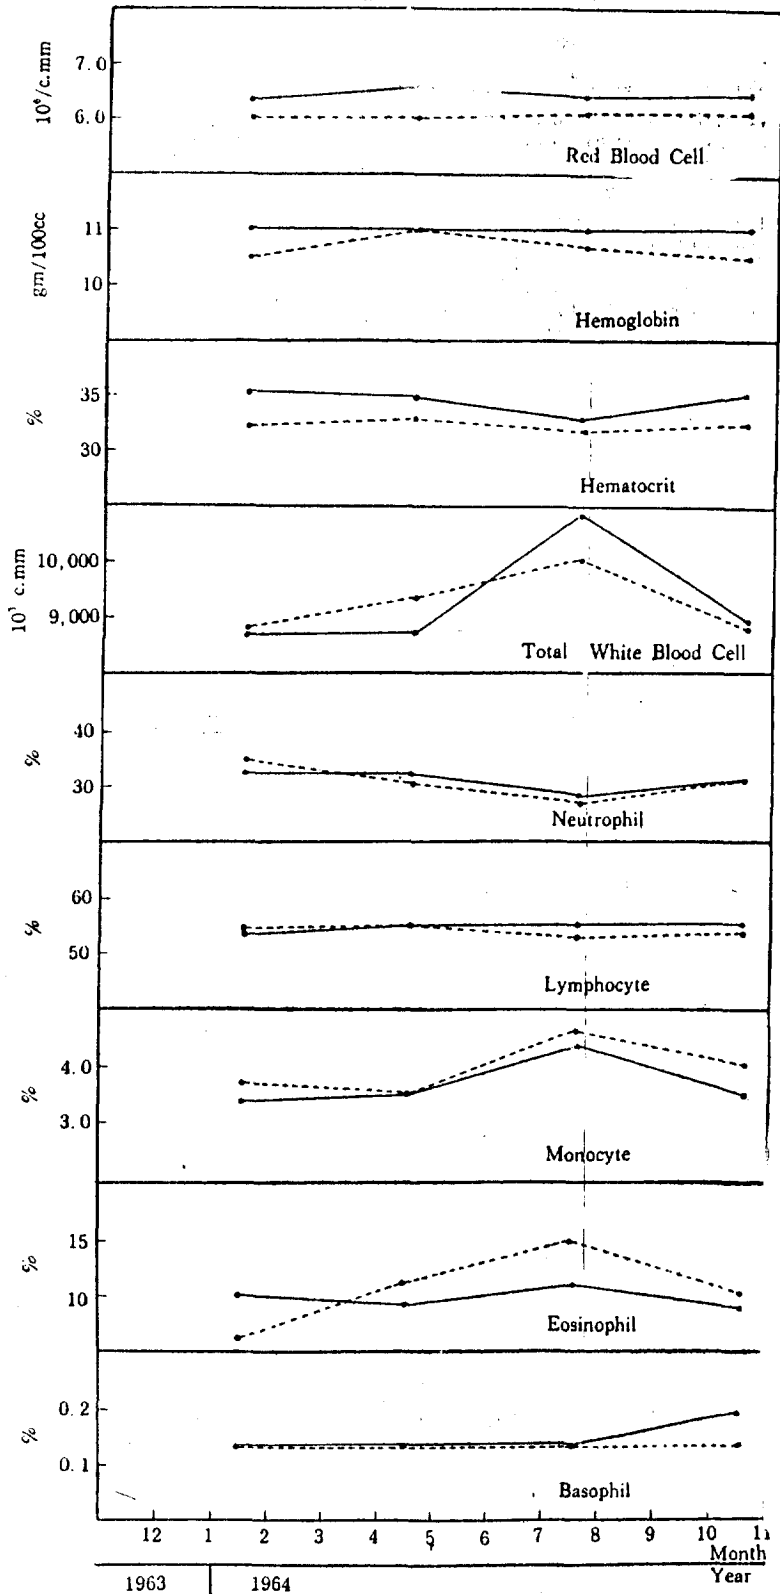 10⁶/c.mm
7.0
6.0
Red Blood Cell
gm/100cc
11
10
Hemoglobin
%
35
30
Hematocrit
10³ c.mm
10,000
9,000
Total White Blood Cell
%
40
30
Neutrophil
%
60
50
Lymphocyte
%
4.0
3.0
Monocyte
%
15
10
Eosinophil
%
0.2
0.1
Basophil
12 1 2 3 4 5 6 7 8 9 10 11
Month
Year
1963 1964